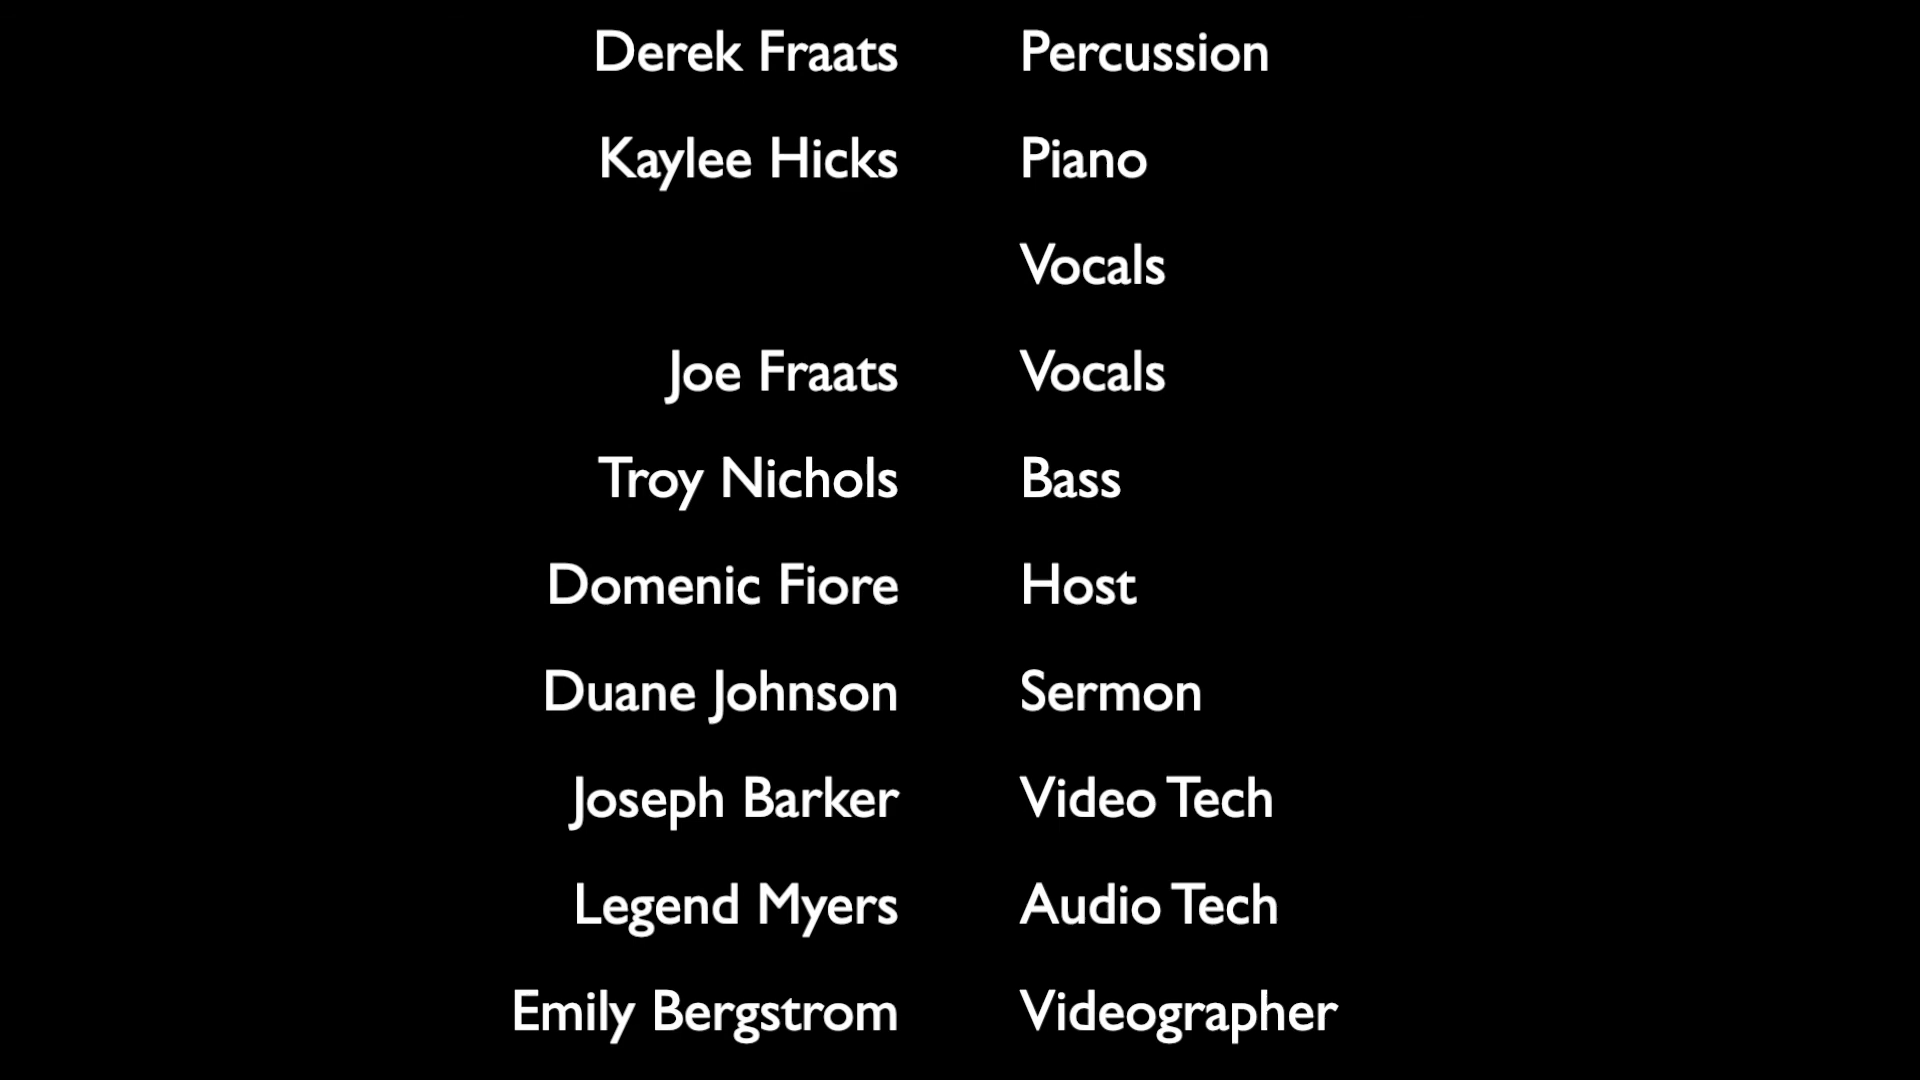 Derek Fraats Percussion
Kaylee Hicks Piano
Vocals
Joe Fraats Vocals
Troy Nichols Bass
Domenic Fiore Host
Duane Johnson Sermon
Joseph Barker Video Tech
Legend Myers Audio Tech
Emily Bergstrom Videographer